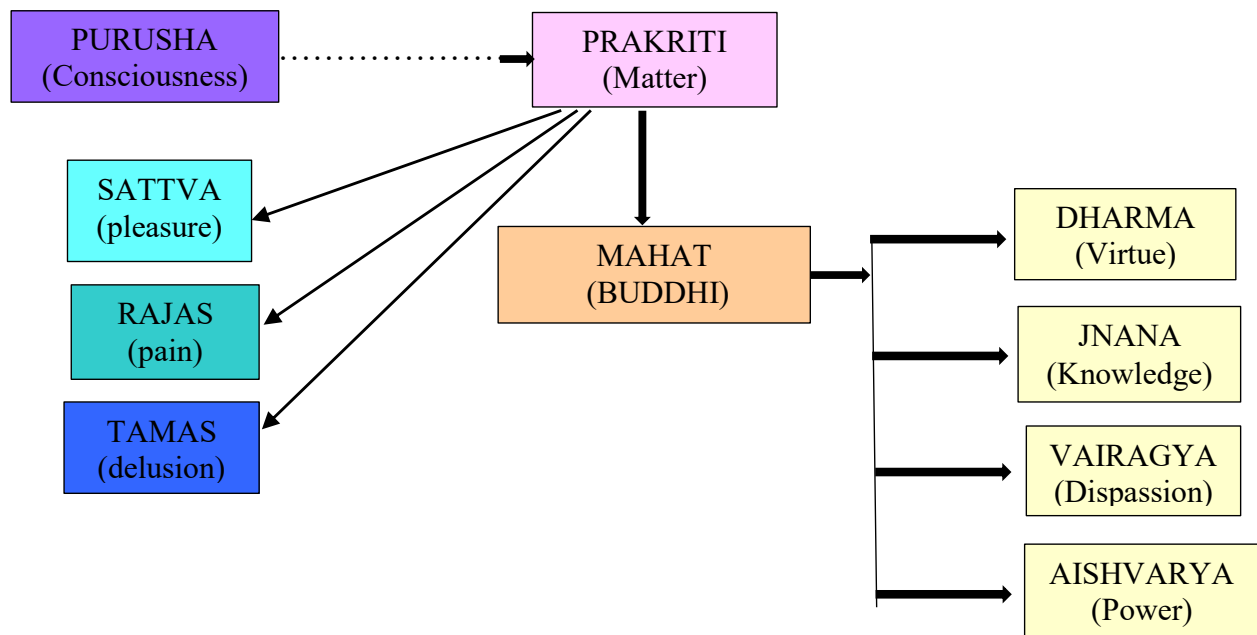 PURUSHA
(Consciousness)
PRAKRITI
(Matter)
SATTVA
(pleasure)
RAJAS
(pain)
TAMAS
(delusion)
MAHAT
(BUDDHI)
DHARMA
(Virtue)
JNANA
(Knowledge)
VAIRAGYA
(Dispassion)
AISHVARYA
(Power)